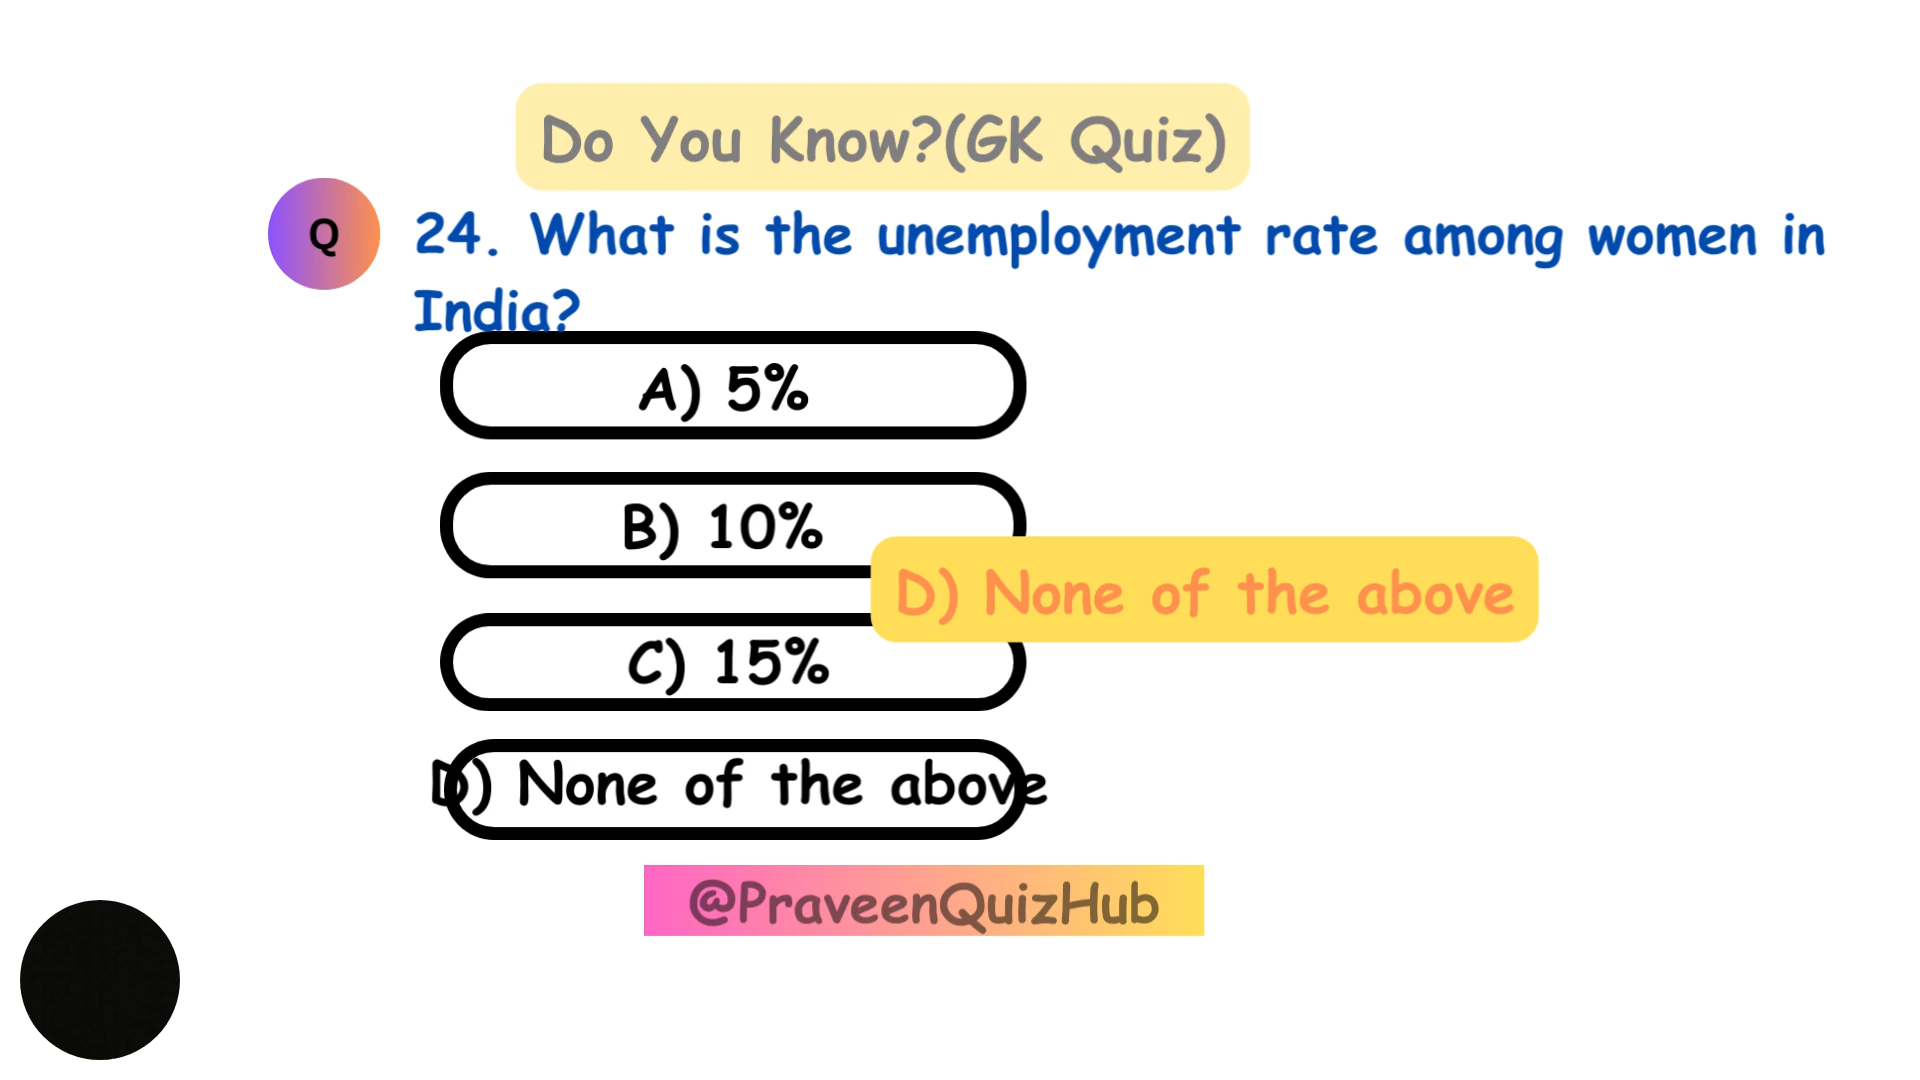 Do You Know?(GK Quiz)
Q
24. What is the unemployment rate among women in
India?
A) 5%
B) 10%
D) None of the above
C) 15%
D) None of the above
@PraveenQuizHub